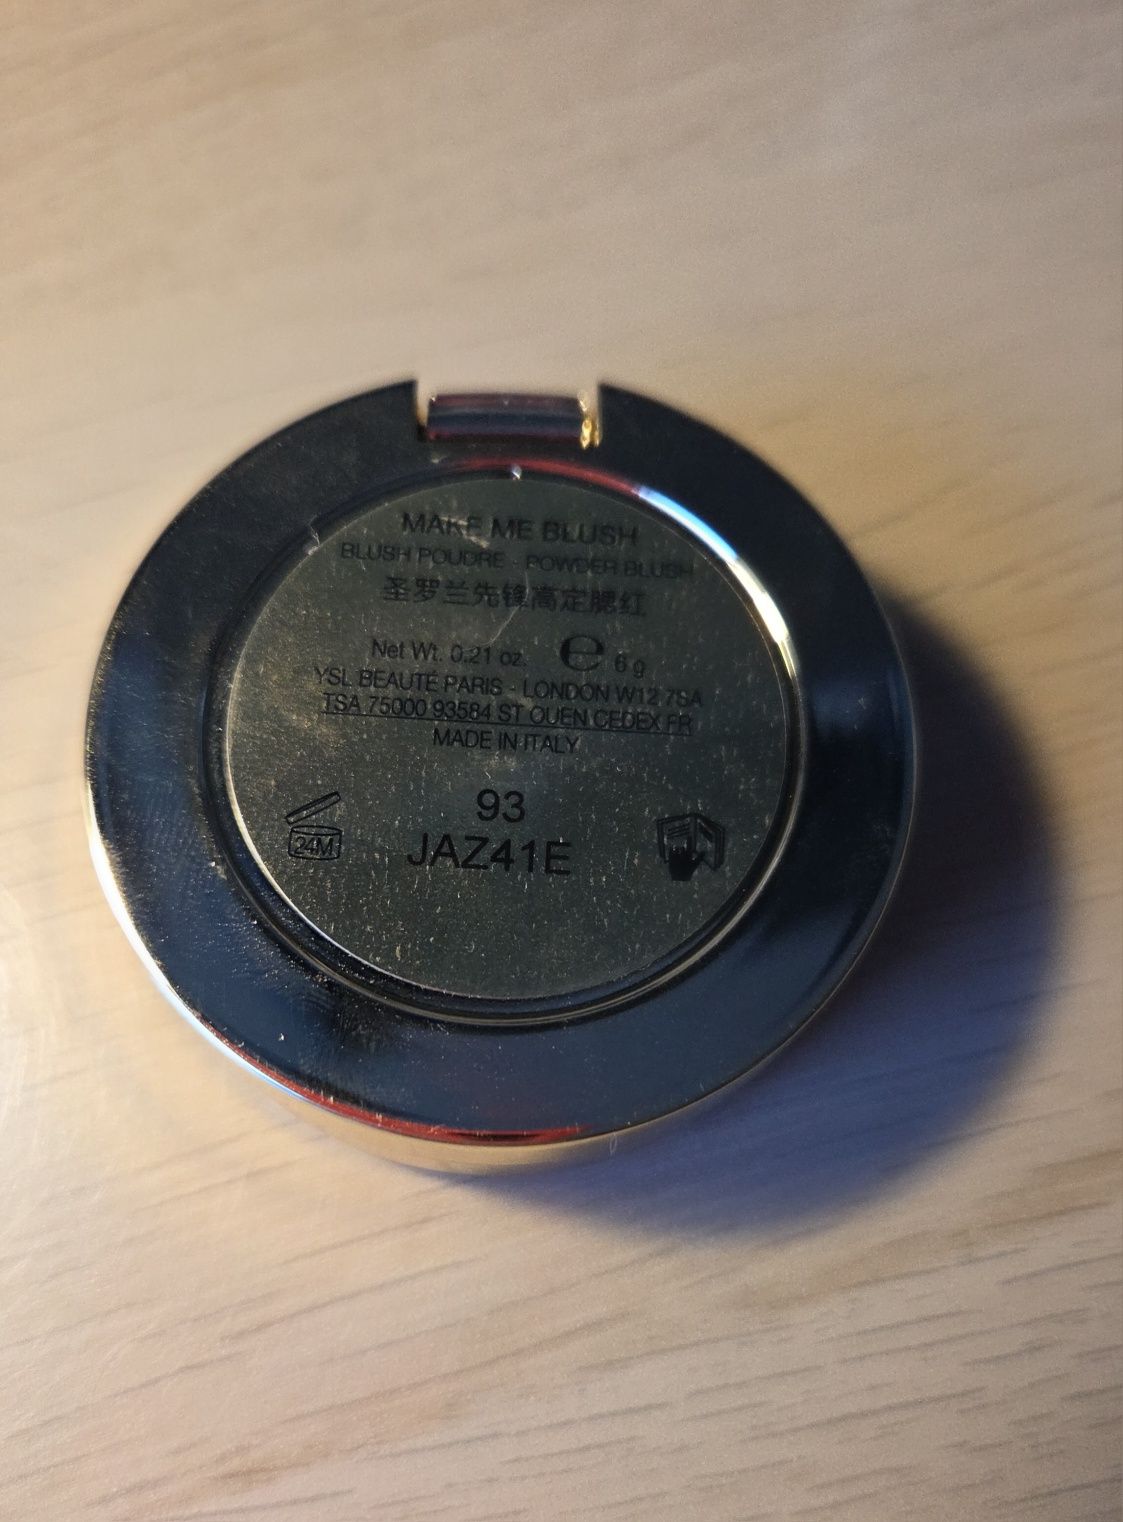 MAKE ME BLUSH
BLUSH POUDRE - POWDER BLUSH
圣罗兰先锋高定腮红
Net Wt. 0.21 oz. e 6 g
YSL BEAUTÉ PARIS - LONDON W12 7SA
TSA 75000 93584 ST OUEN CEDEX FR
MADE IN ITALY
93
24M JAZ41E